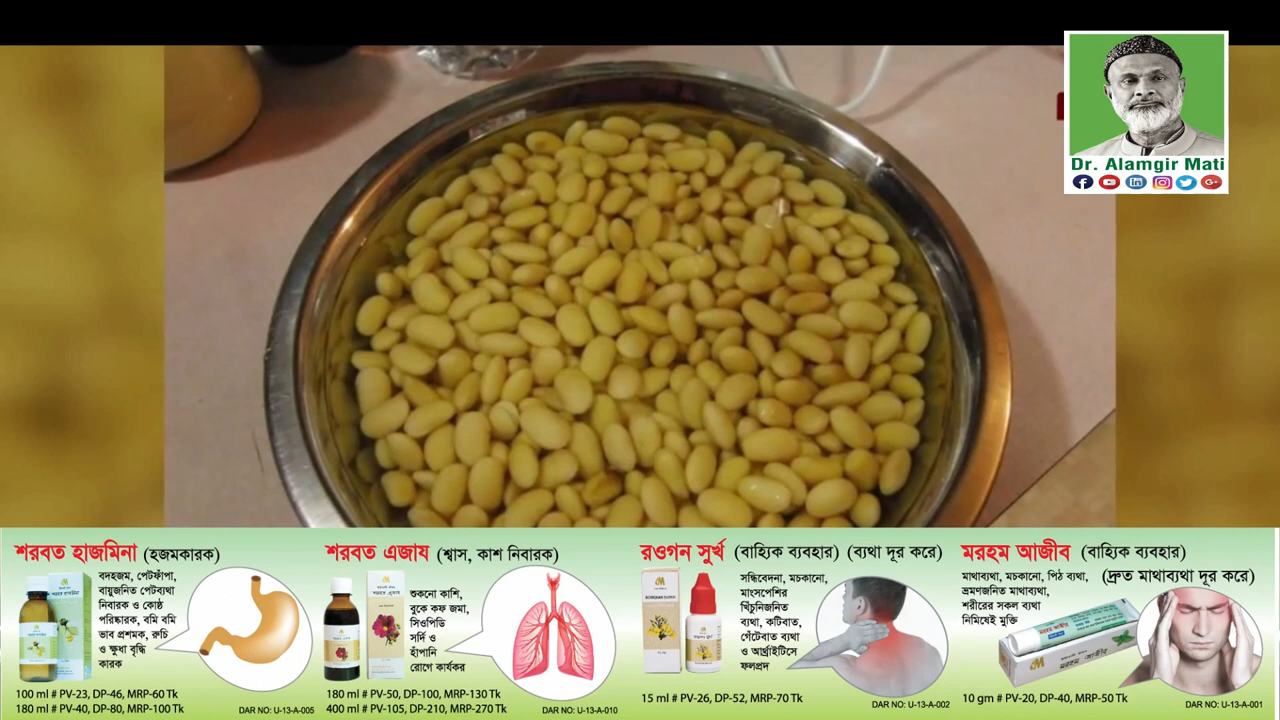 Dr. Alamgir Mati
শরবত হাজমিনা (হজমকারক)
বদহজম, পেটফাঁপা,
বায়ুজনিত পেটব্যথা
নিবারক ও কোষ্ঠ
পরিষ্কারক, বমি বমি
ভাব প্রশমক, রুচি
ও ক্ষুধা বৃদ্ধি
কারক
100 ml # PV-23, DP-46, MRP-60 Tk
180 ml # PV-40, DP-80, MRP-100 Tk
DAR NO: U-13-A-005
শরবত এজায (শ্বাস, কাশ নিবারক)
শুকনো কাশি,
বুকে কফ জমা,
সিওপিডি
সর্দি ও
হাঁপানি
রোগে কার্যকর
180 ml # PV-50, DP-100, MRP-130 Tk
400 ml # PV-105, DP-210, MRP-270 Tk
DAR NO: U-13-A-010
রওগন সুর্খ (বাহ্যিক ব্যবহার) (ব্যথা দূর করে)
সন্ধিবেদনা, মচকানো,
মাংসপেশির
খিঁচুনিজনিত
ব্যথা, কটিবাত,
গেঁটেবাত ব্যথা
ও আর্থ্রাইটিসে
ফলপ্রদ
15 ml # PV-26, DP-52, MRP-70 Tk
DAR NO: U-13-A-002
মরহম আজীব (বাহ্যিক ব্যবহার)
(দ্রুত মাথাব্যথা দূর করে)
মাথাব্যথা, মচকানো, পিঠ ব্যথা,
ভ্রমণজনিত মাথাব্যথা,
শরীরের সকল ব্যথা
নিমিষেই মুক্তি
মরহম আজীব
10 gm # PV-20, DP-40, MRP-50 Tk
DAR NO: U-13-A-001